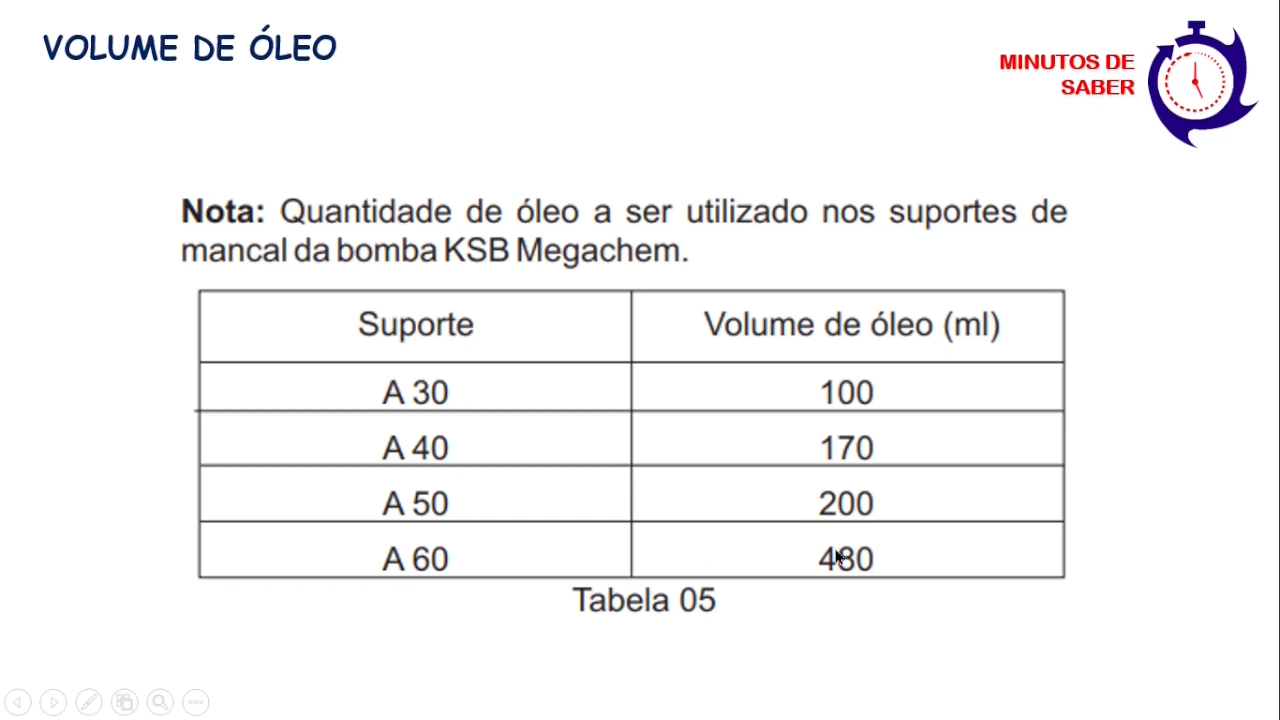 VOLUME DE ÓLEO
MINUTOS DE
SABER
Nota: Quantidade de óleo a ser utilizado nos suportes de
mancal da bomba KSB Megachem.
Suporte Volume de óleo (ml)
A 30 100
A 40 170
A 50 200
A 60 480
Tabela 05